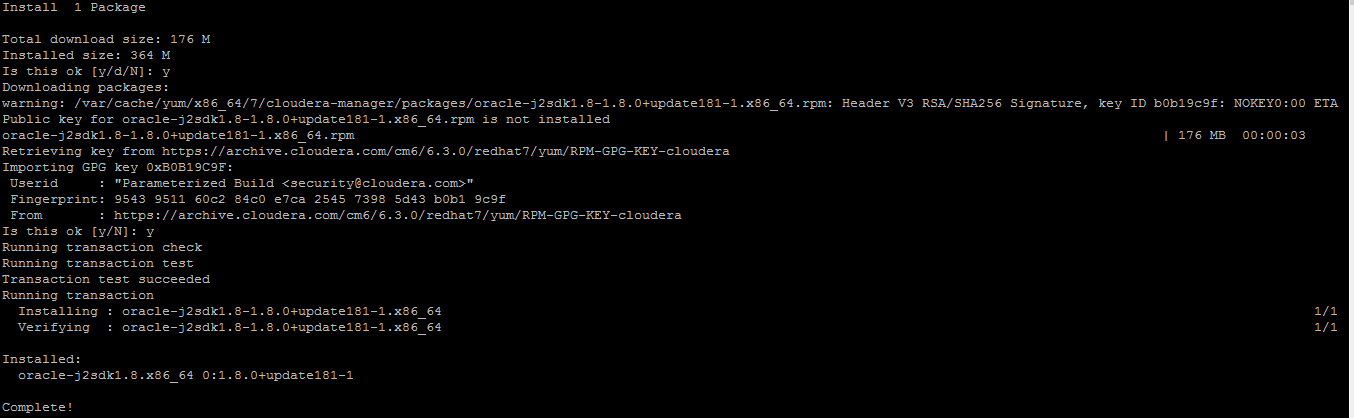 Install  1 Package
Total download size: 176 M
Installed size: 364 M
Is this ok [y/d/N]: y
Downloading packages:
warning: /var/cache/yum/x86_64/7/cloudera-manager/packages/oracle-j2sdk1.8-1.8.0+update181-1.x86_64.rpm: Header V3 RSA/SHA256 Signature, key ID b0b19c9f: NOKEY0:00 ETA
Public key for oracle-j2sdk1.8-1.8.0+update181-1.x86_64.rpm is not installed
oracle-j2sdk1.8-1.8.0+update181-1.x86_64.rpm | 176 MB  00:00:03
Retrieving key from https://archive.cloudera.com/cm6/6.3.0/redhat7/yum/RPM-GPG-KEY-cloudera
Importing GPG key 0xB0B19C9F:
 Userid     : "Parameterized Build <security@cloudera.com>"
 Fingerprint: 9543 9511 60c2 84c0 e7ca 2545 7398 5d43 b0b1 9c9f
 From       : https://archive.cloudera.com/cm6/6.3.0/redhat7/yum/RPM-GPG-KEY-cloudera
Is this ok [y/N]: y
Running transaction check
Running transaction test
Transaction test succeeded
Running transaction
  Installing : oracle-j2sdk1.8-1.8.0+update181-1.x86_64 1/1
  Verifying  : oracle-j2sdk1.8-1.8.0+update181-1.x86_64 1/1
Installed:
  oracle-j2sdk1.8.x86_64 0:1.8.0+update181-1
Complete!